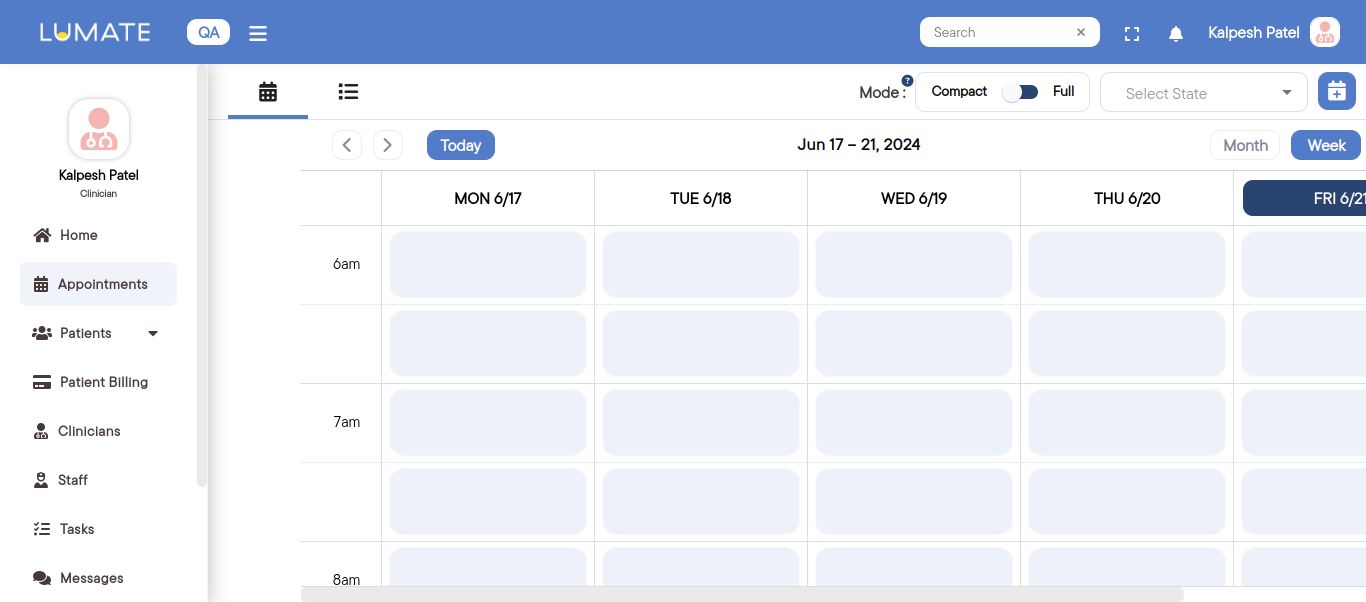 LUMATE
QA
Search
Kalpesh Patel
Kalpesh Patel
Clinician
Home
Appointments
Patients
Patient Billing
Clinicians
Staff
Tasks
Messages
Mode :
?
Compact
Full
Select State
Today
Jun 17 – 21, 2024
Month
Week
MON 6/17
TUE 6/18
WED 6/19
THU 6/20
FRI 6/21
6am
7am
8am